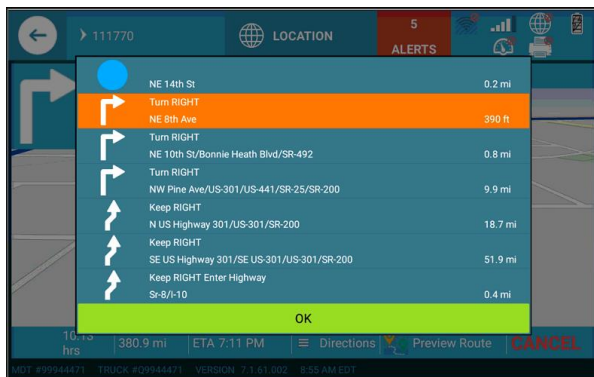 111770
LOCATION
5
ALERTS
NE 14th St 0.2 mi
Turn RIGHT
NE 8th Ave 390 ft
Turn RIGHT
NE 10th St/Bonnie Heath Blvd/SR-492 0.8 mi
Turn RIGHT
NW Pine Ave/US-301/US-441/SR-25/SR-200 9.9 mi
Keep RIGHT
N US Highway 301/US-301/SR-200 18.7 mi
Keep RIGHT
SE US Highway 301/SE US-301/US-301/SR-200 51.9 mi
Keep RIGHT Enter Highway
Sr-8/I-10 0.4 mi
OK
10.13
hrs
380.9 mi
ETA 7:11 PM
Directions
Preview Route
CANCEL
MDT #99944471 TRUCK #Q9944471 VERSION 7.1.61.002 8:55 AM EDT